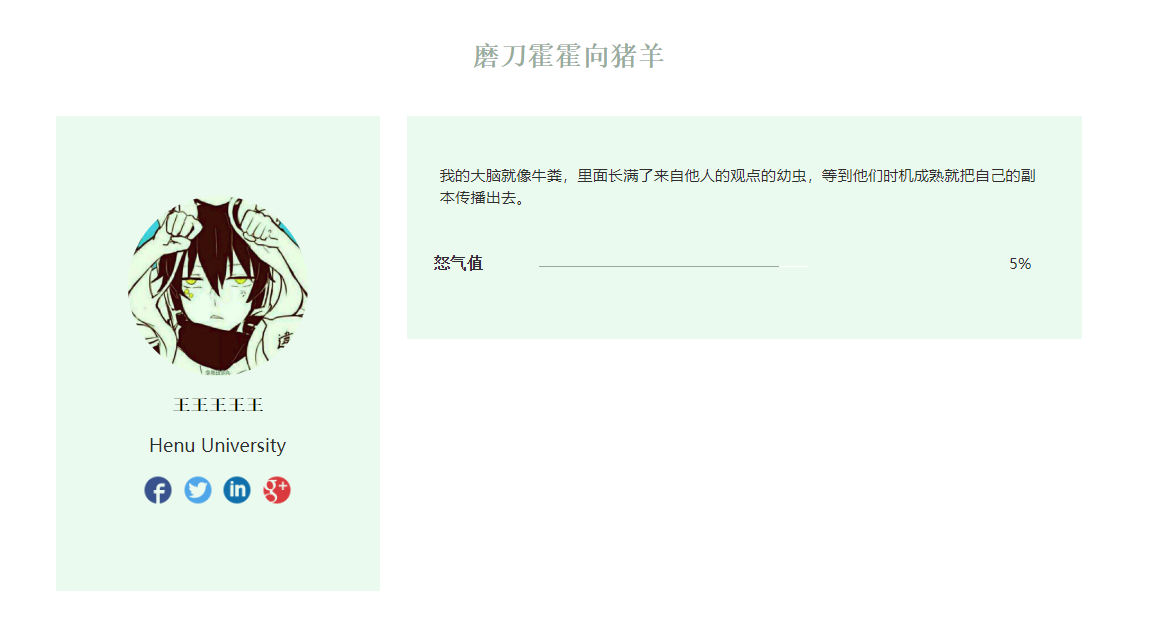 磨刀霍霍向猪羊
我的大脑就像牛粪，里面长满了来自他人的观点的幼虫，等到他们时机成熟就把自己的副
本传播出去。
怒气值
5%
王王王王王
Henu University